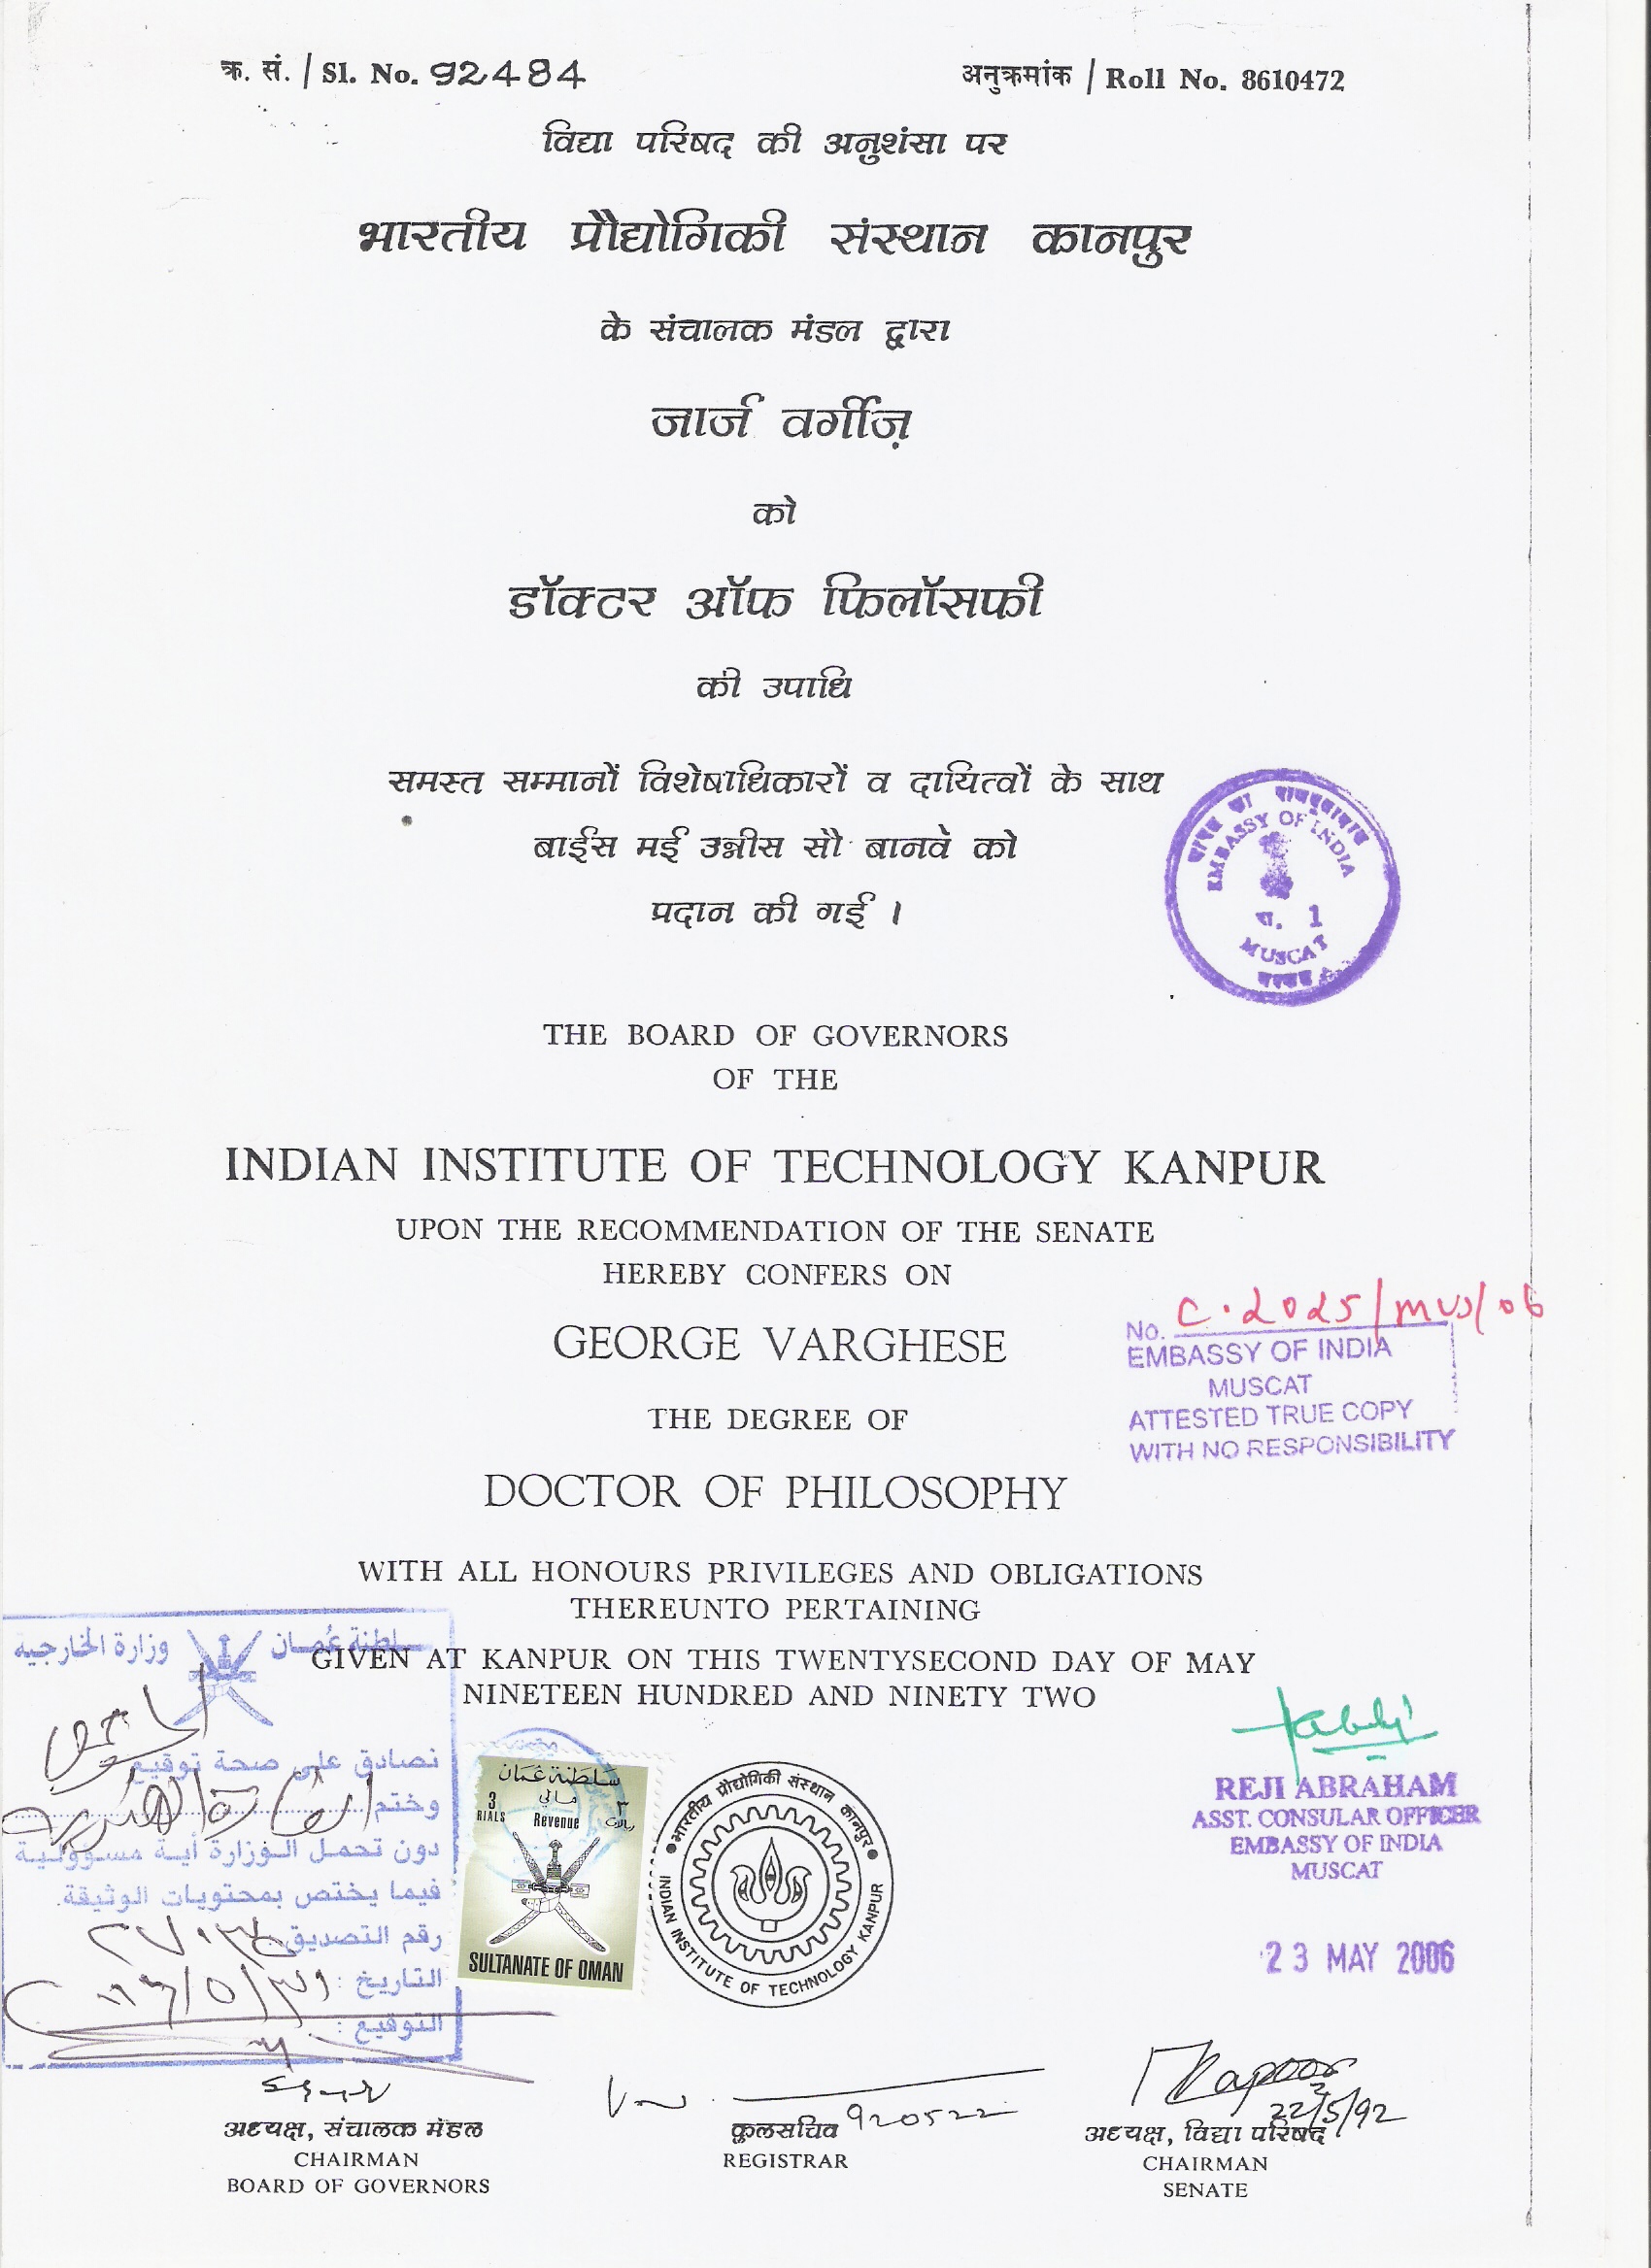 क्र. सं. / Sl. No. 92484
अनुक्रमांक / Roll No. 8610472
विद्या परिषद की अनुशंसा पर
भारतीय प्रौद्योगिकी संस्थान कानपुर
के संचालक मंडल द्वारा
जार्ज वर्गीज़
को
डॉक्टर ऑफ फिलॉसफी
की उपाधि
समस्त सम्मानों विशेषाधिकारों व दायित्वों के साथ
बाईस मई उन्नीस सौ बानवे को
प्रदान की गई ।
भारत का राजदूतावास
EMBASSY OF INDIA
1
MUSCAT
मस्कत
THE BOARD OF GOVERNORS
OF THE
INDIAN INSTITUTE OF TECHNOLOGY KANPUR
UPON THE RECOMMENDATION OF THE SENATE
HEREBY CONFERS ON
GEORGE VARGHESE
THE DEGREE OF
DOCTOR OF PHILOSOPHY
WITH ALL HONOURS PRIVILEGES AND OBLIGATIONS
THEREUNTO PERTAINING
GIVEN AT KANPUR ON THIS TWENTYSECOND DAY OF MAY
NINETEEN HUNDRED AND NINETY TWO
No. C.2025/mus/06
EMBASSY OF INDIA
MUSCAT
ATTESTED TRUE COPY
WITH NO RESPONSIBILITY
سلطنة عُمان وزارة الخارجيه
نصادق على صحة توقيع
وختم
دون تحمل الوزارة أية مسؤولية
فيما يختص بمحتويات الوثيقة.
رقم التصديق
التاريخ :
التوقيع :
سلطنة عمان
مالي
3 RIALS Revenue ٣ ريالات
SULTANATE OF OMAN
भारतीय प्रौद्योगिकी संस्थान कानपुर
INDIAN INSTITUTE OF TECHNOLOGY KANPUR
REJI ABRAHAM
ASST. CONSULAR OFFICER
EMBASSY OF INDIA
MUSCAT
23 MAY 2006
अध्यक्ष, संचालक मंडल
CHAIRMAN
BOARD OF GOVERNORS
920522
कुलसचिव
REGISTRAR
Kapoor
22/5/92
अध्यक्ष, विद्या परिषद
CHAIRMAN
SENATE